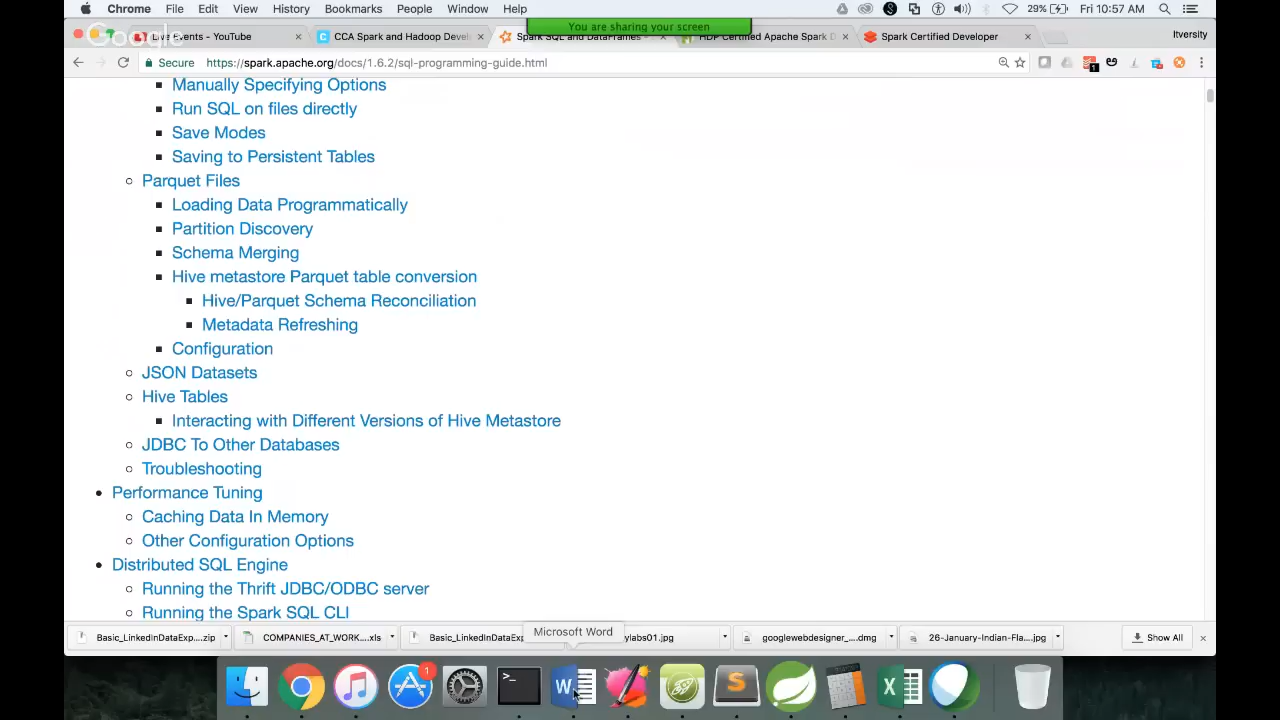 Chrome File Edit View History Bookmarks People Window Help
29% Fri 10:57 AM
You are sharing your screen
Google
Live Events - YouTube
CCA Spark and Hadoop Devel
Spark SQL and DataFrames -
HDP Certified Apache Spark D
Spark Certified Developer
Itversity
Secure https://spark.apache.org/docs/1.6.2/sql-programming-guide.html
1
Manually Specifying Options
Run SQL on files directly
Save Modes
Saving to Persistent Tables
Parquet Files
Loading Data Programmatically
Partition Discovery
Schema Merging
Hive metastore Parquet table conversion
Hive/Parquet Schema Reconciliation
Metadata Refreshing
Configuration
JSON Datasets
Hive Tables
Interacting with Different Versions of Hive Metastore
JDBC To Other Databases
Troubleshooting
Performance Tuning
Caching Data In Memory
Other Configuration Options
Distributed SQL Engine
Running the Thrift JDBC/ODBC server
Running the Spark SQL CLI
Microsoft Word
Basic_LinkedInDataExp....zip
COMPANIES_AT_WORK....xls
Basic_LinkedInDataExp
ylabs01.jpg
googlewebdesigner_....dmg
26-January-Indian-Fla....jpg
Show All
1
>_
W
S
X